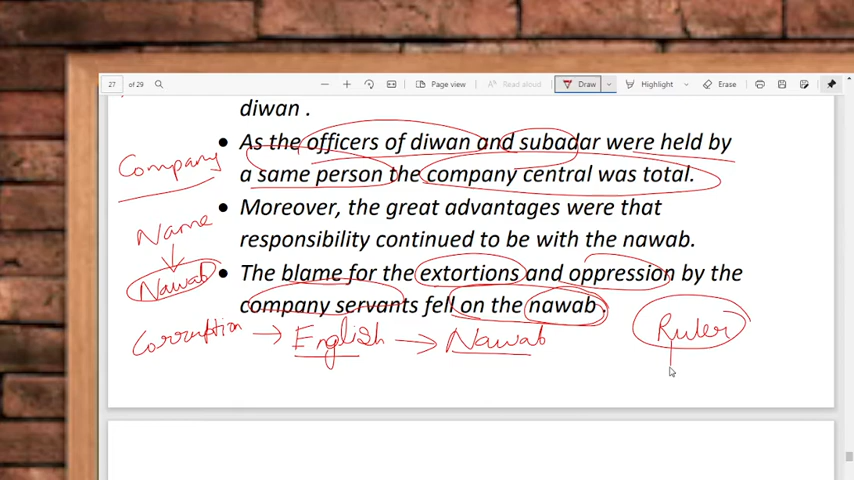 27 of 29 Page view Read aloud Draw Highlight Erase
diwan .
• As the officers of diwan and subadar were held by
a same person the company central was total.
• Moreover, the great advantages were that
responsibility continued to be with the nawab.
• The blame for the extortions and oppression by the
company servants fell on the nawab .
Company
Name
Nawab
Corruption → English → Nawab
Ruler